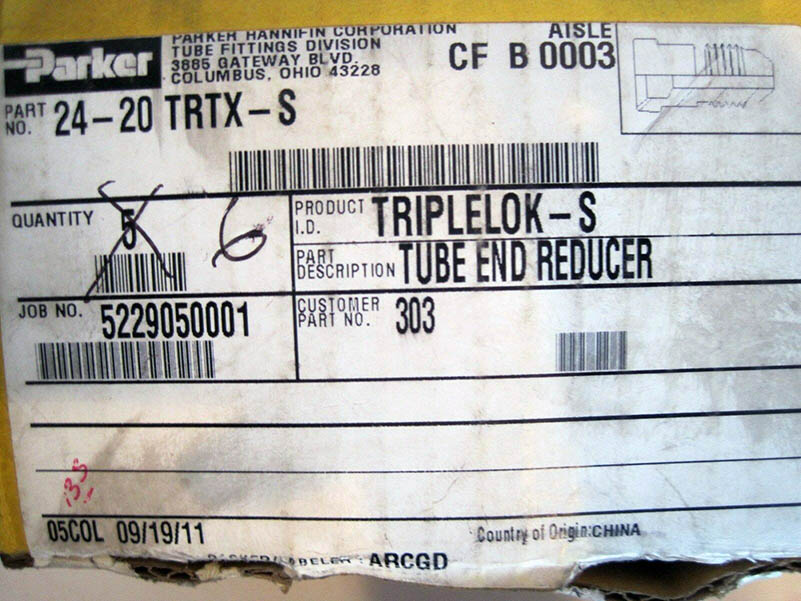 Parker
PARKER HANNIFIN CORPORATION
TUBE FITTINGS DIVISION
3885 GATEWAY BLVD.
COLUMBUS, OHIO 43228
AISLE
CF B 0003
PART NO. 24-20 TRTX-S
QUANTITY 5 6
PRODUCT I.D. TRIPLELOK-S
PART DESCRIPTION TUBE END REDUCER
JOB NO. 5229050001
CUSTOMER PART NO. 303
05COL 09/19/11
Country of Origin:CHINA
ARCGD